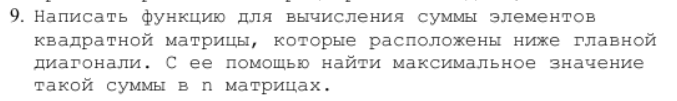 9. Написать функцию для вычисления суммы элементов
квадратной матрицы, которые расположены ниже главной
диагонали. С ее помощью найти максимальное значение
такой суммы в n матрицах.